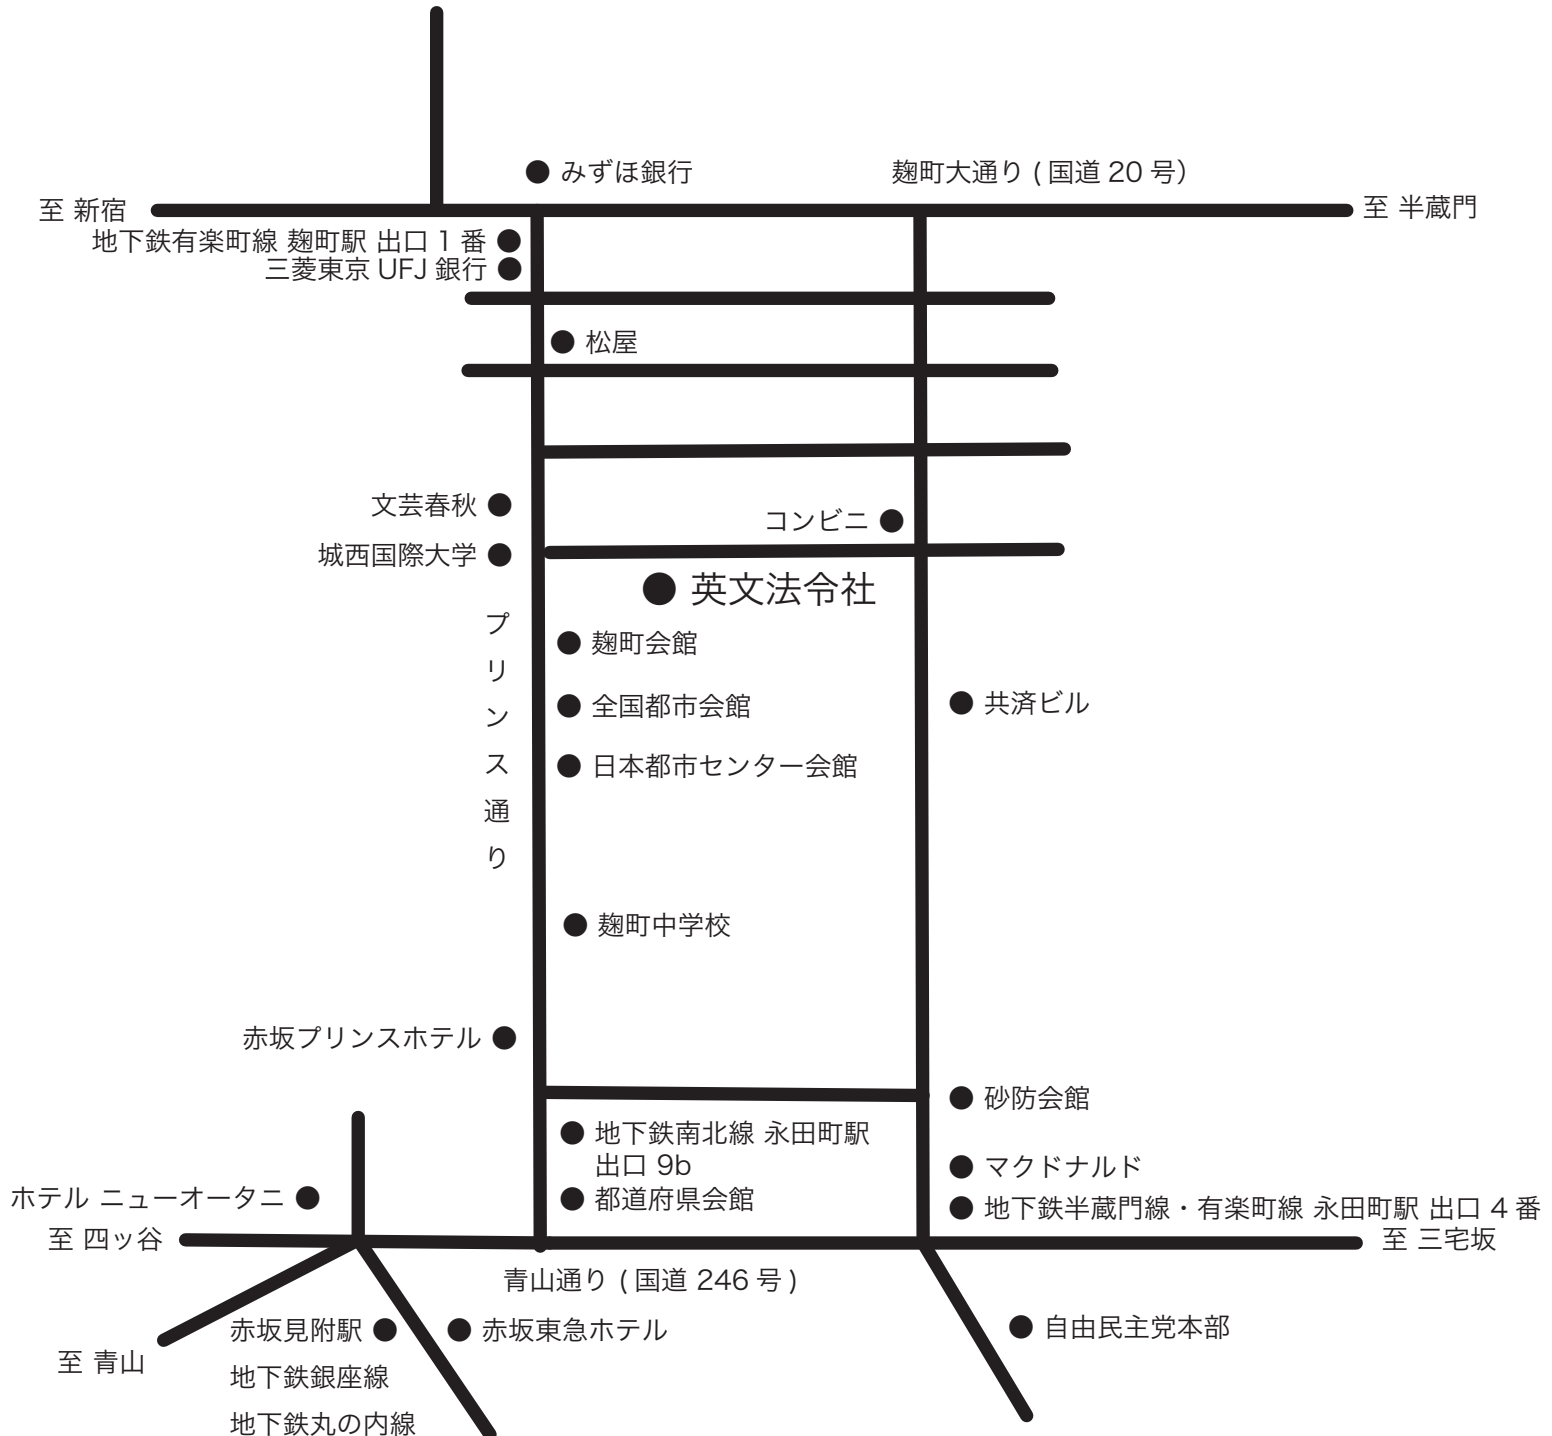 みずほ銀行
麹町大通り ( 国道 20 号）
至 新宿
至 半蔵門
地下鉄有楽町線 麹町駅 出口 1 番
三菱東京 UFJ 銀行
松屋
文芸春秋
コンビニ
城西国際大学
英文法令社
プリンス通り
麹町会館
全国都市会館
共済ビル
日本都市センター会館
麹町中学校
赤坂プリンスホテル
砂防会館
地下鉄南北線 永田町駅
出口 9b
マクドナルド
ホテル ニューオータニ
都道府県会館
地下鉄半蔵門線・有楽町線 永田町駅 出口 4 番
至 四ッ谷
至 三宅坂
青山通り ( 国道 246 号 )
赤坂見附駅
赤坂東急ホテル
自由民主党本部
至 青山
地下鉄銀座線
地下鉄丸の内線